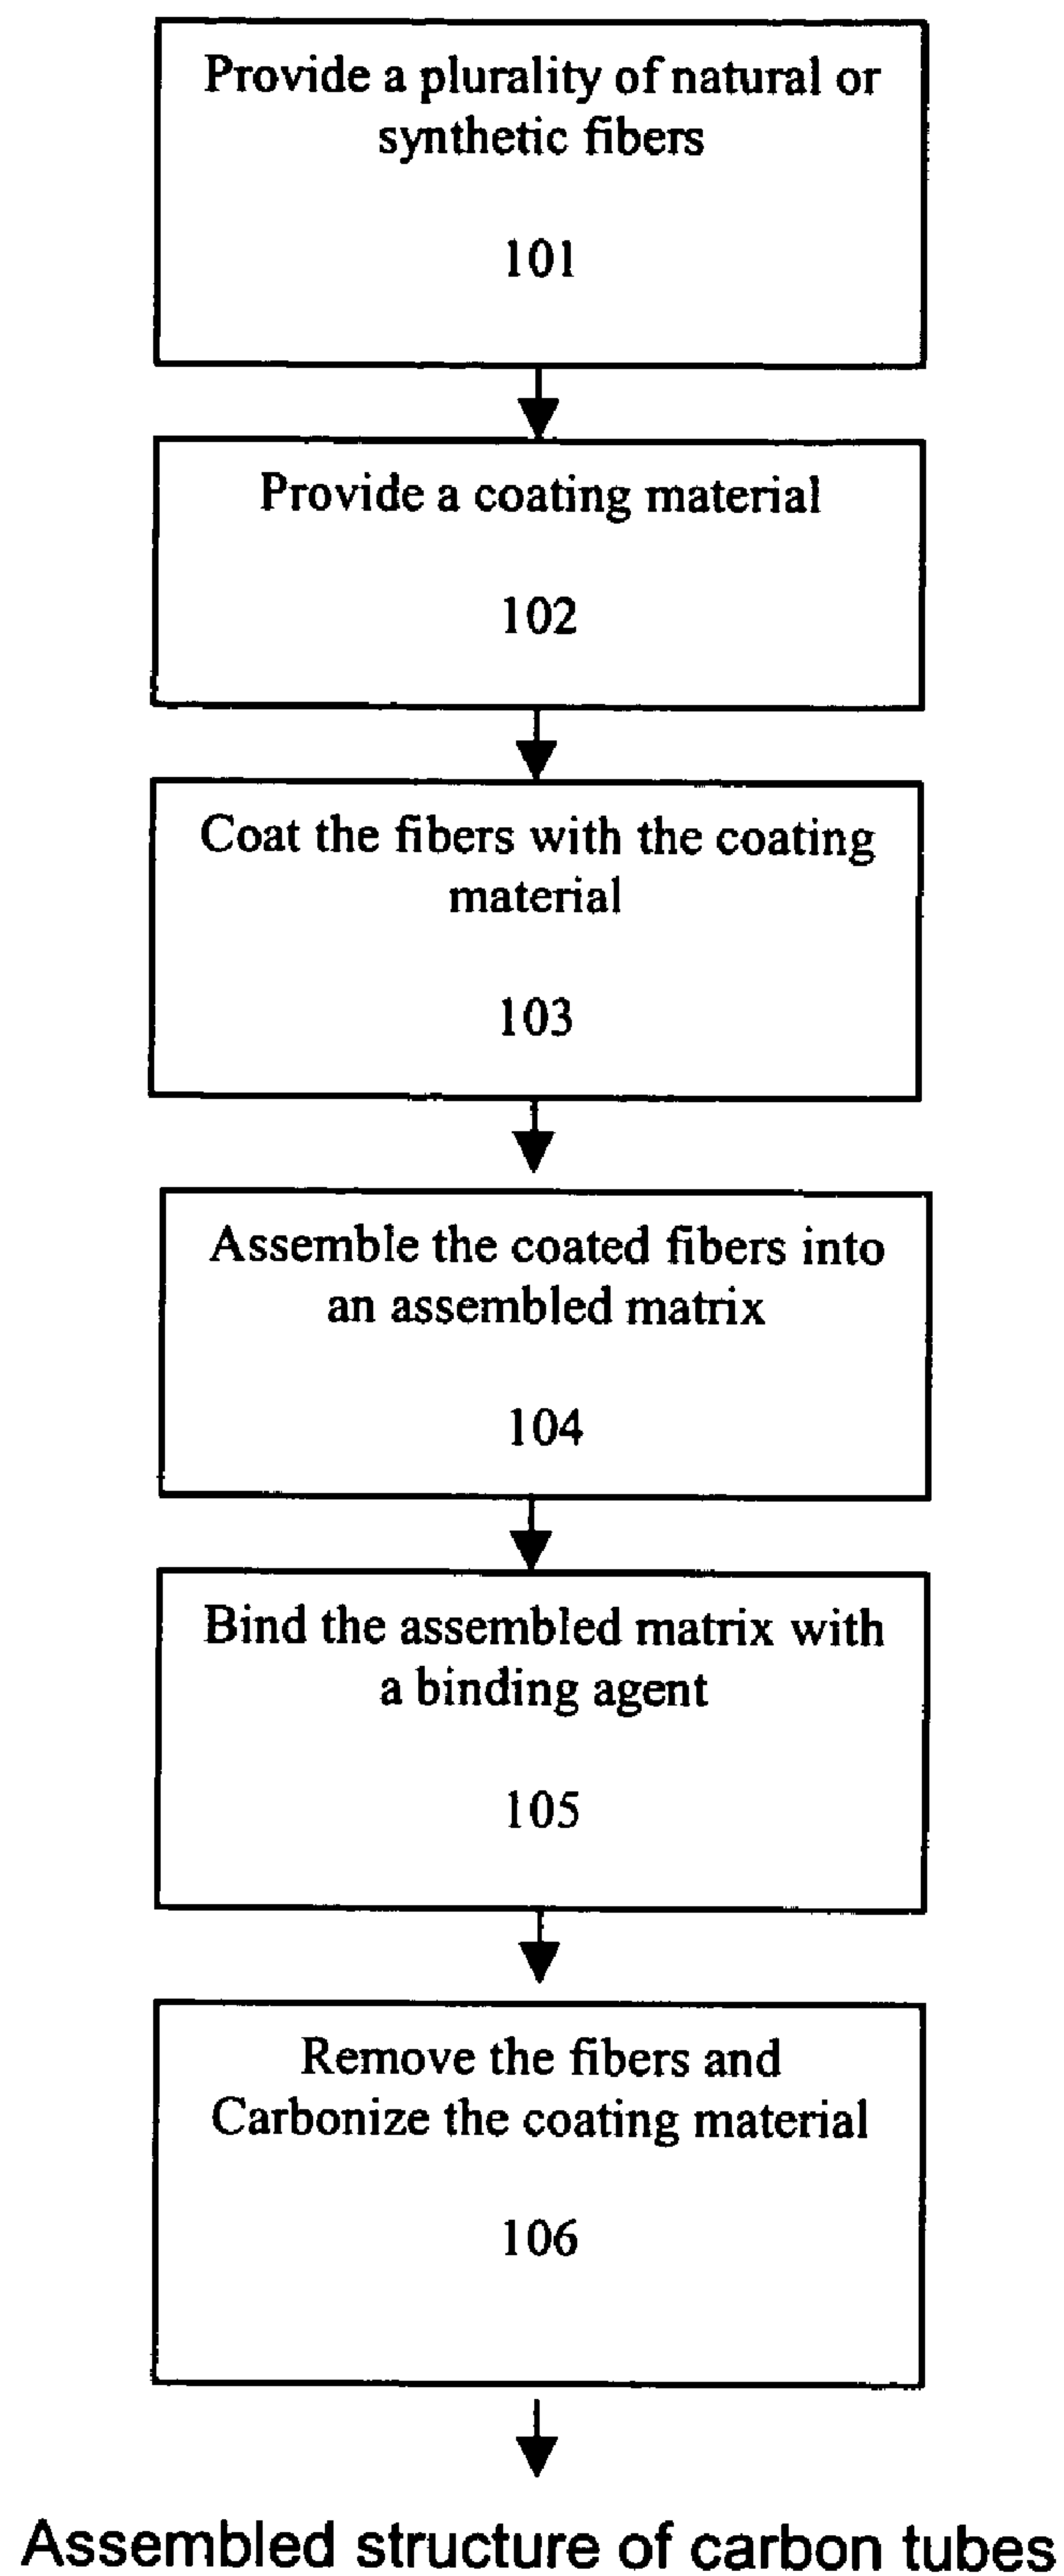 Provide a plurality of natural or
synthetic fibers
101
Provide a coating material
102
Coat the fibers with the coating
material
103
Assemble the coated fibers into
an assembled matrix
104
Bind the assembled matrix with
a binding agent
105
Remove the fibers and
Carbonize the coating material
106
Assembled structure of carbon tubes